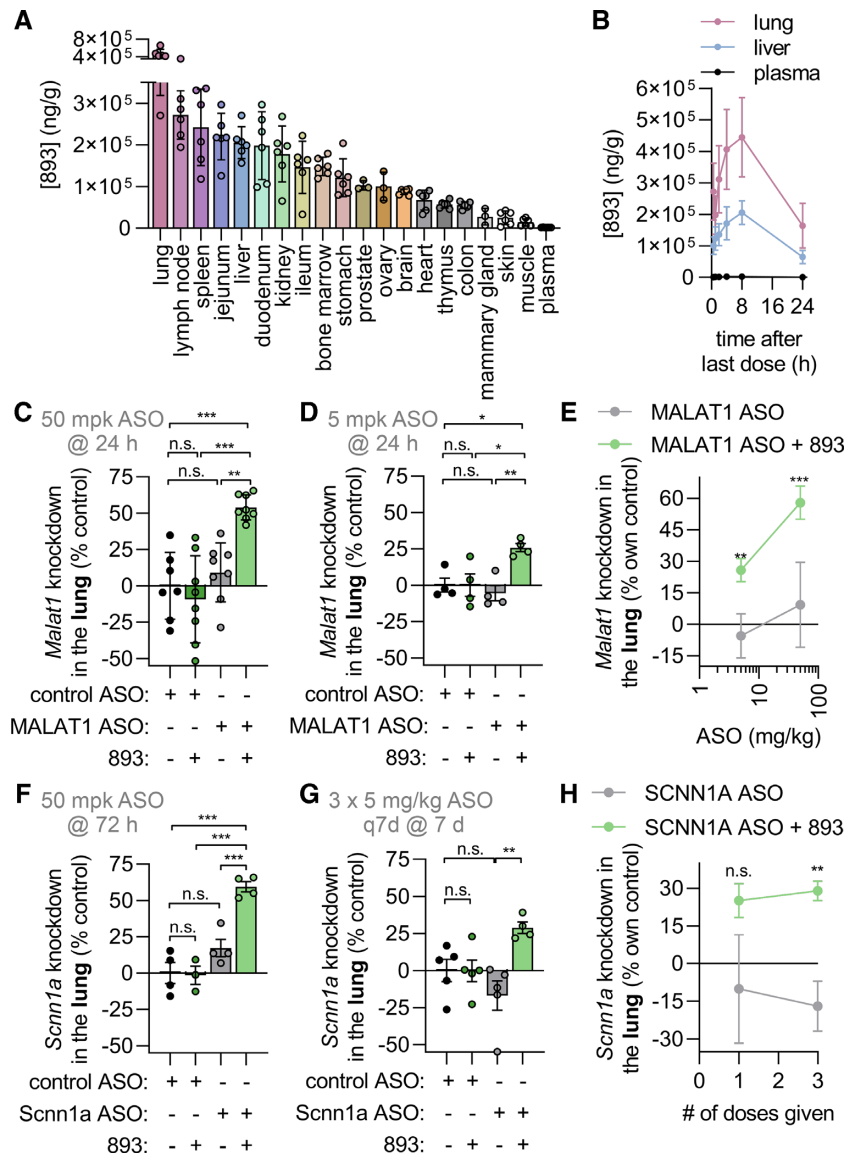 A
[893] (ng/g)
8×10⁵
4×10⁵
3×10⁵
2×10⁵
1×10⁵
0
lung
lymph node
spleen
jejunum
liver
duodenum
kidney
ileum
bone marrow
stomach
prostate
ovary
brain
heart
thymus
colon
mammary gland
skin
muscle
plasma
B
lung
liver
plasma
[893] (ng/g)
6×10⁵
5×10⁵
4×10⁵
3×10⁵
2×10⁵
1×10⁵
0
0 8 16 24
time after
last dose (h)
C
50 mpk ASO
@ 24 h
***
n.s. ***
n.s. **
Malat1 knockdown
in the lung (% control)
75
50
25
0
-25
-50
control ASO: + + - -
MALAT1 ASO: - - + +
893: - + - +
D
5 mpk ASO
@ 24 h
*
n.s. *
n.s. **
Malat1 knockdown
in the lung (% control)
75
50
25
0
-25
-50
control ASO: + + - -
MALAT1 ASO: - - + +
893: - + - +
E
MALAT1 ASO
MALAT1 ASO + 893
Malat1 knockdown in
the lung (% own control)
60
45
30
15
0
-15
**
***
1 10 100
ASO (mg/kg)
F
50 mpk ASO
@ 72 h
***
***
***
n.s.
n.s.
Scnn1a knockdown
in the lung (% control)
75
50
25
0
-25
-50
control ASO: + + - -
Scnn1a ASO: - - + +
893: - + - +
G
3 x 5 mg/kg ASO
q7d @ 7 d
n.s. **
n.s.
Scnn1a knockdown
in the lung (% control)
75
50
25
0
-25
-50
control ASO: + + - -
Scnn1a ASO: - - + +
893: - + - +
H
SCNN1A ASO
SCNN1A ASO + 893
Scnn1a knockdown in
the lung (% own control)
30
15
0
-15
-30
n.s. **
0 1 2 3
# of doses given